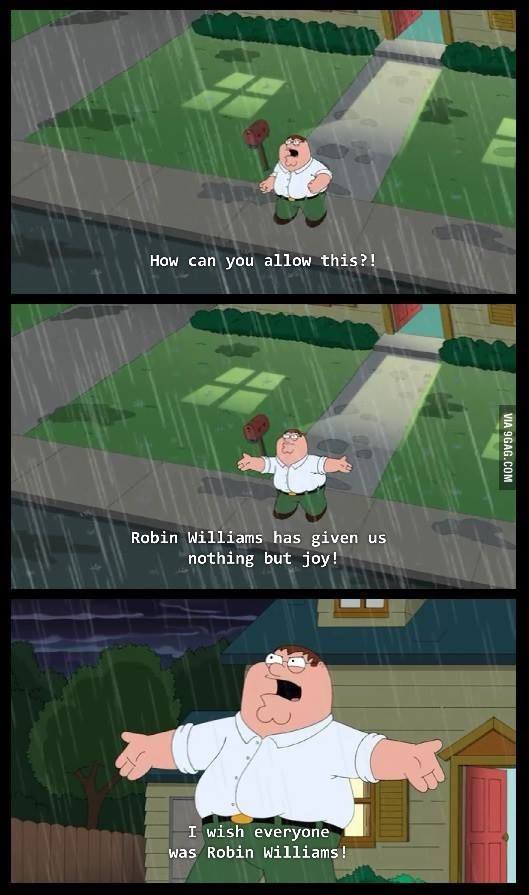 How can you allow this?!
Robin Williams has given us
nothing but joy!
VIA 9GAG.COM
I wish everyone
was Robin Williams!